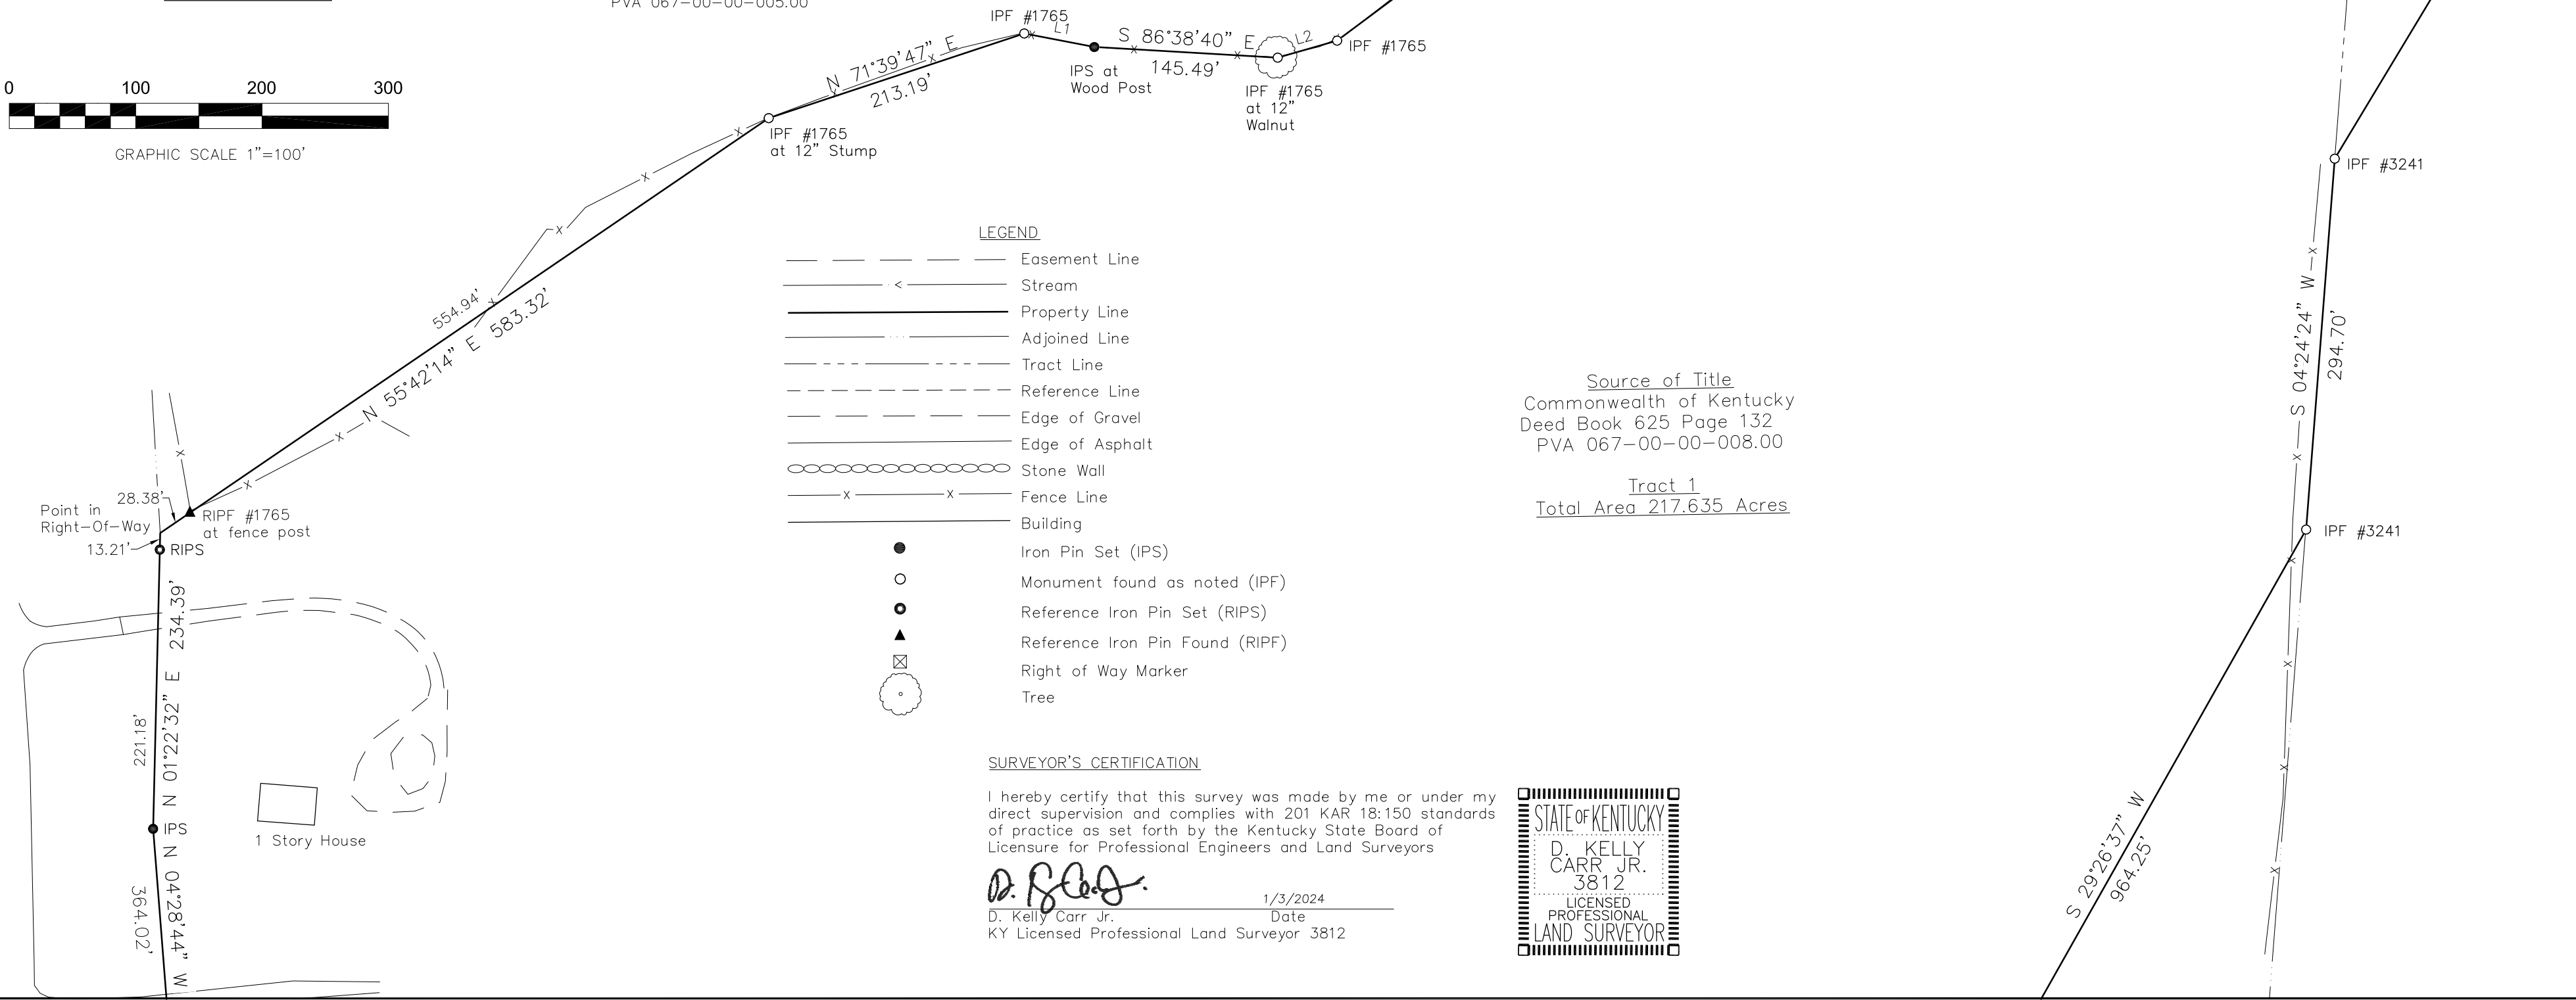 PVA 067-00-00-005.00
IPF #1765
L1
S 86°38'40" E
145.49'
L2
IPF #1765
IPS at
Wood Post
IPF #1765
at 12"
Walnut
N 71°39'47" E
213.19'
0 100 200 300
GRAPHIC SCALE 1"=100'
IPF #1765
at 12" Stump
554.94'
N 55°42'14" E 583.32'
Point in
Right-Of-Way
28.38'
13.21'
RIPF #1765
at fence post
RIPS
N 01°22'32" E 234.39'
221.18'
IPS
1 Story House
N 04°28'44" W
364.02'
LEGEND
Easement Line
Stream
Property Line
Adjoined Line
Tract Line
Reference Line
Edge of Gravel
Edge of Asphalt
Stone Wall
Fence Line
Building
Iron Pin Set (IPS)
Monument found as noted (IPF)
Reference Iron Pin Set (RIPS)
Reference Iron Pin Found (RIPF)
Right of Way Marker
Tree
SURVEYOR'S CERTIFICATION
I hereby certify that this survey was made by me or under my
direct supervision and complies with 201 KAR 18:150 standards
of practice as set forth by the Kentucky State Board of
Licensure for Professional Engineers and Land Surveyors
1/3/2024
D. Kelly Carr Jr. Date
KY Licensed Professional Land Surveyor 3812
STATE OF KENTUCKY
D. KELLY
CARR JR.
3812
LICENSED
PROFESSIONAL
LAND SURVEYOR
Source of Title
Commonwealth of Kentucky
Deed Book 625 Page 132
PVA 067-00-00-008.00
Tract 1
Total Area 217.635 Acres
IPF #3241
S 04°24'24" W
294.70'
IPF #3241
S 29°26'37" W
964.25'